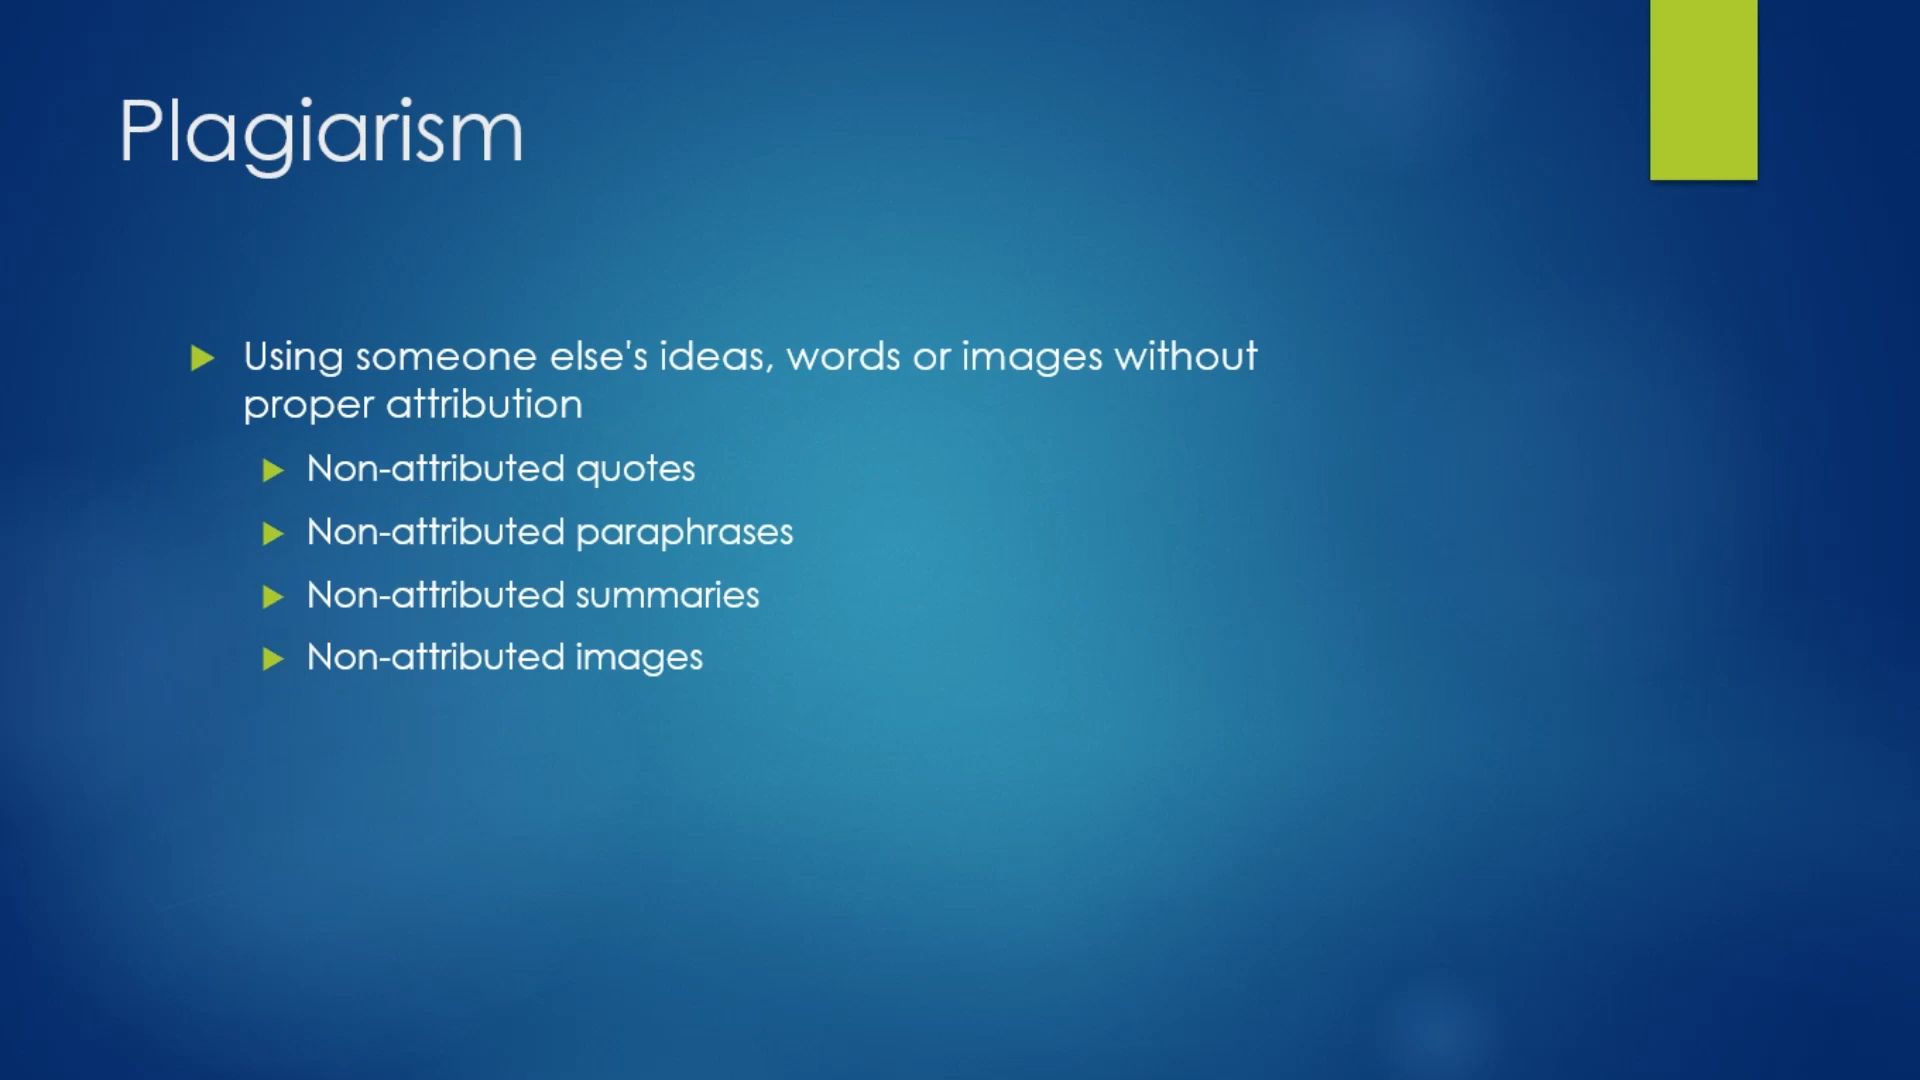 Plagiarism
Using someone else's ideas, words or images without
proper attribution
Non-attributed quotes
Non-attributed paraphrases
Non-attributed summaries
Non-attributed images